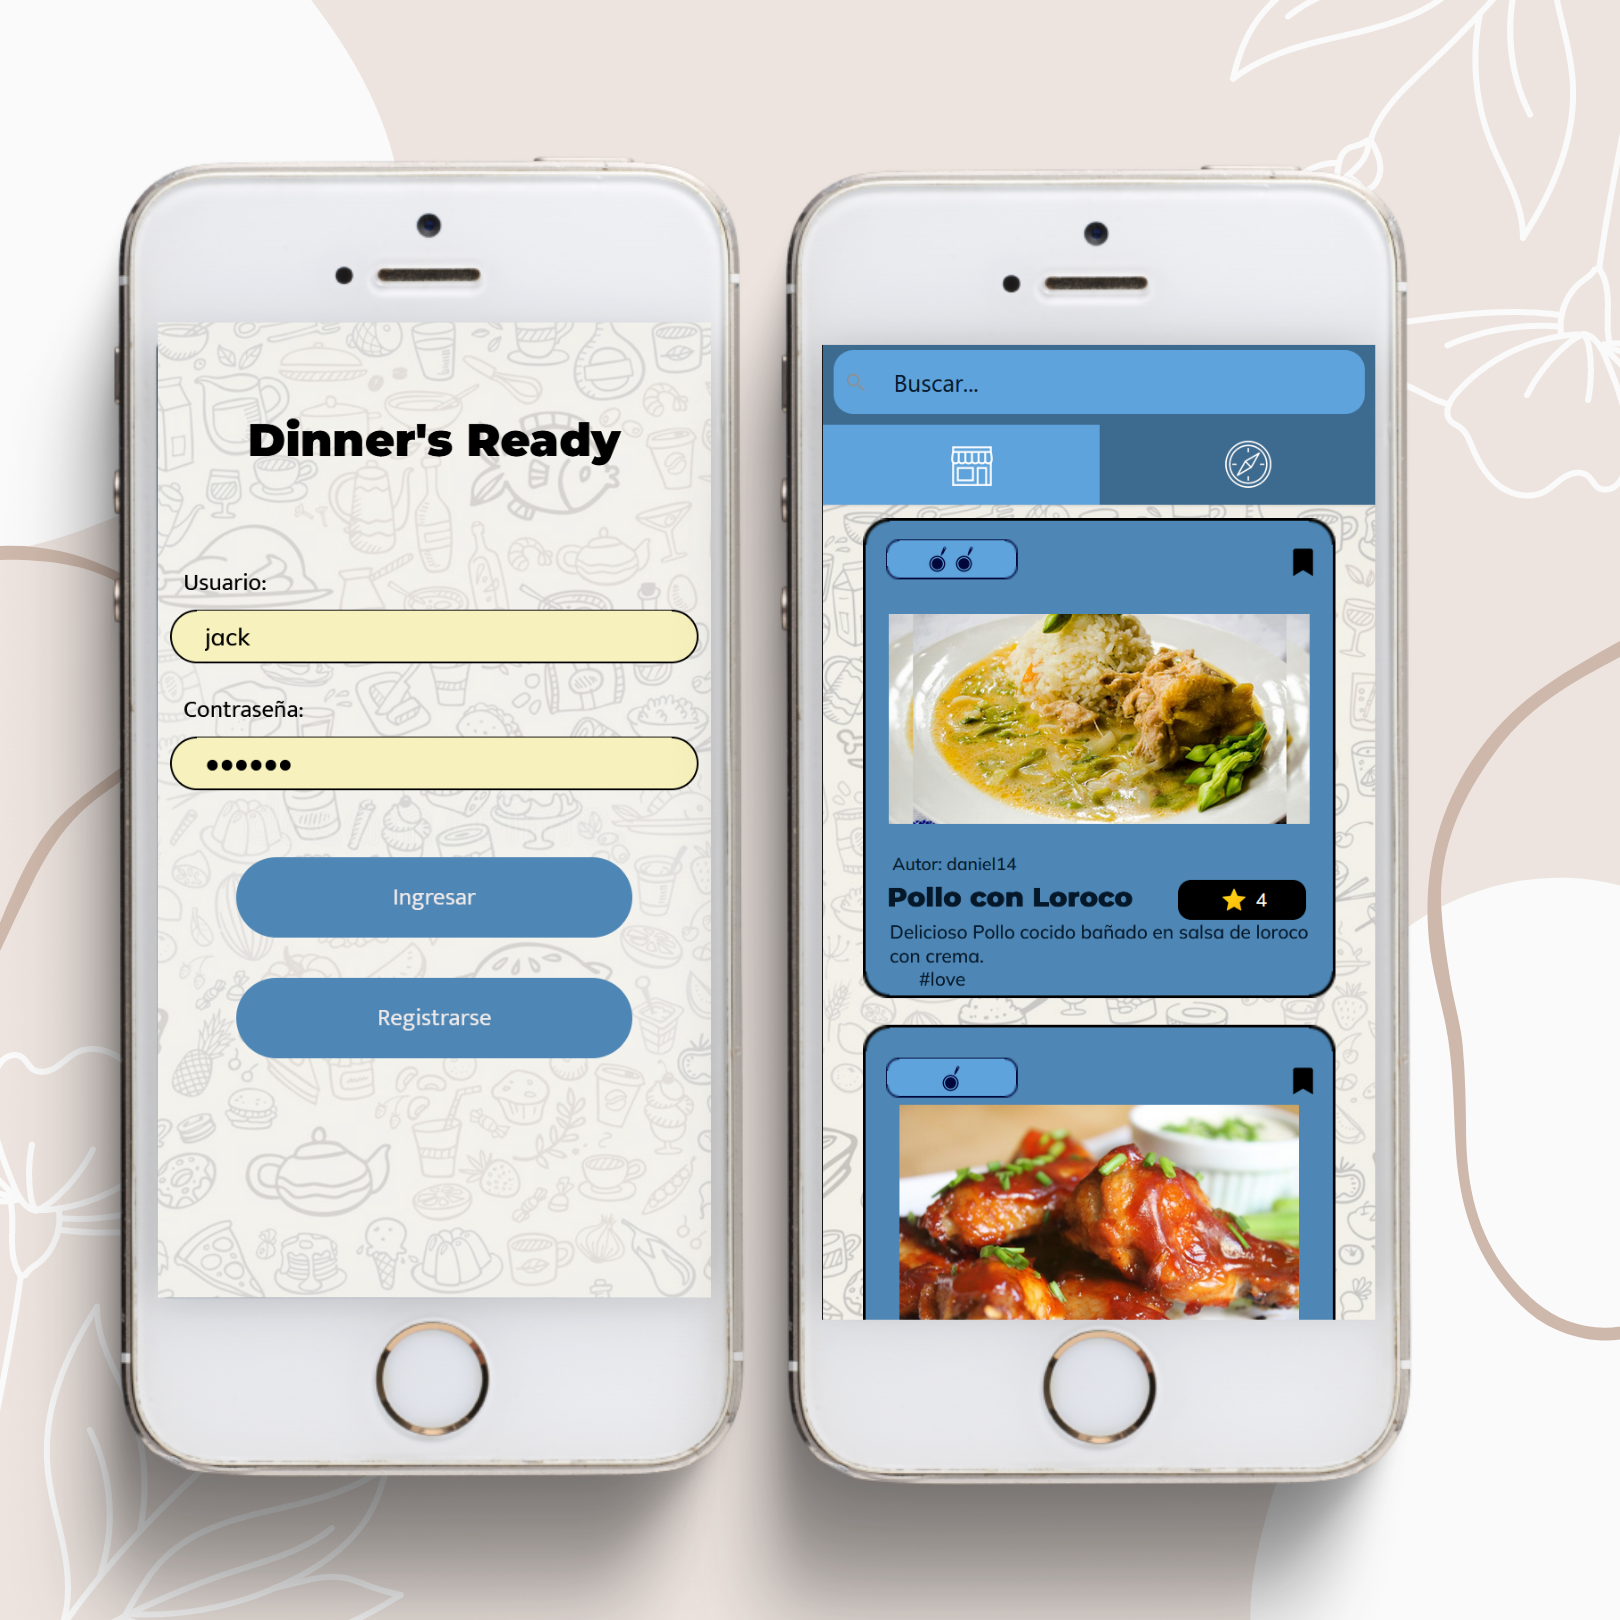 Dinner's Ready
Usuario:
jack
Contraseña:
••••••
Ingresar
Registrarse
Buscar...
Autor: daniel14
Pollo con Loroco
4
Delicioso Pollo cocido bañado en salsa de loroco
con crema.
#love